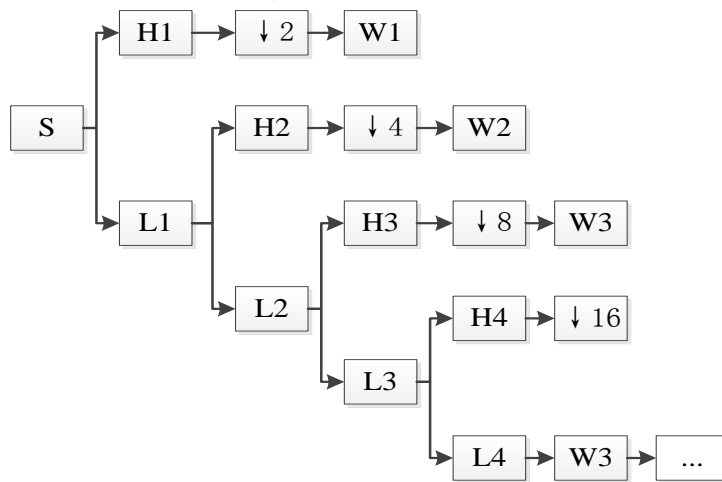 H1 ↓ 2 W1
S H2 ↓ 4 W2
L1 H3 ↓ 8 W3
L2 H4 ↓ 16
L3
L4 W3 ...